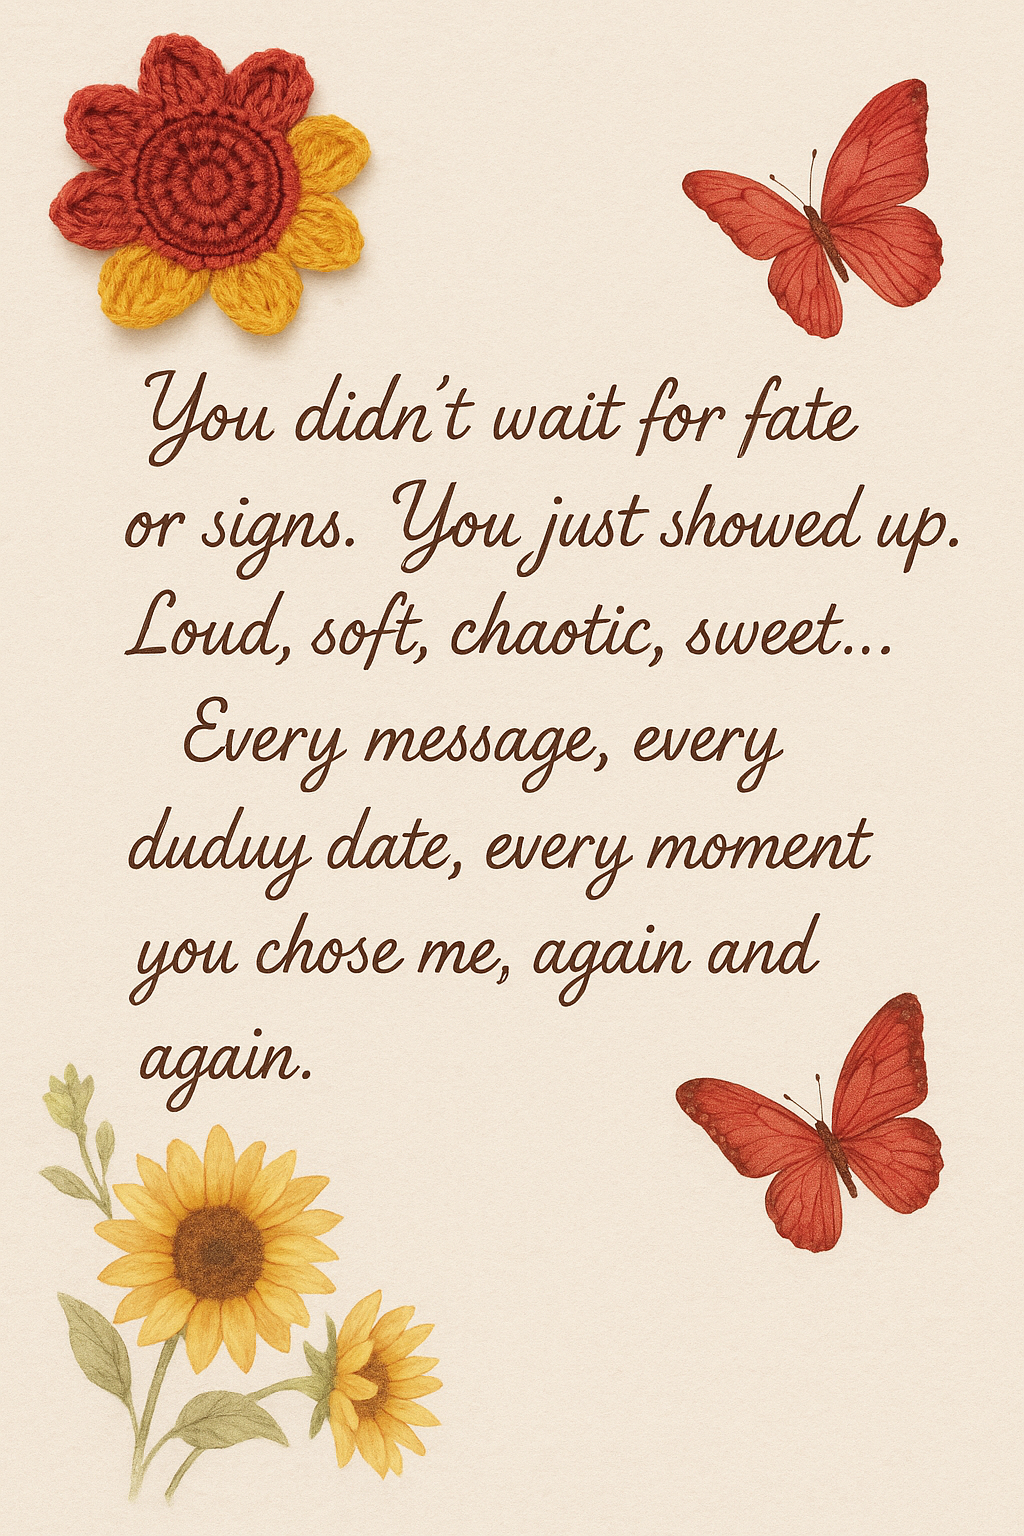 You didn't wait for fate
or signs. You just showed up.
Loud, soft, chaotic, sweet...
Every message, every
duduy date, every moment
you chose me, again and
again.